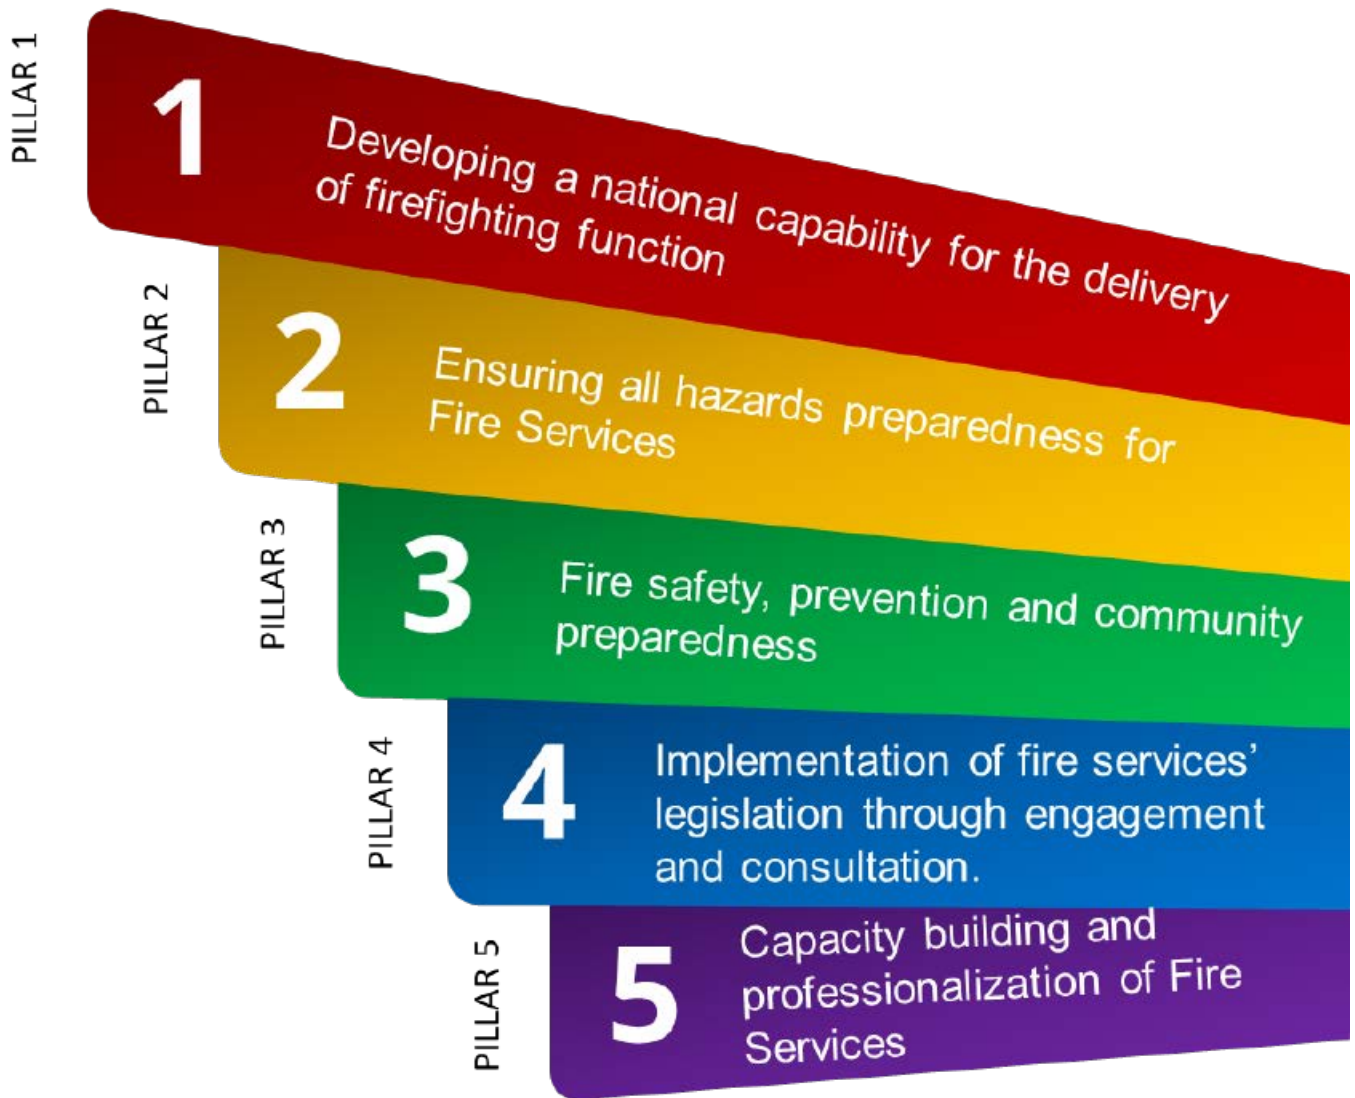 PILLAR 1
1
Developing a national capability for the delivery
of firefighting function
PILLAR 2
2
Ensuring all hazards preparedness for
Fire Services
PILLAR 3
3
Fire safety, prevention and community
preparedness
PILLAR 4
4
Implementation of fire services’
legislation through engagement
and consultation.
PILLAR 5
5
Capacity building and
professionalization of Fire
Services